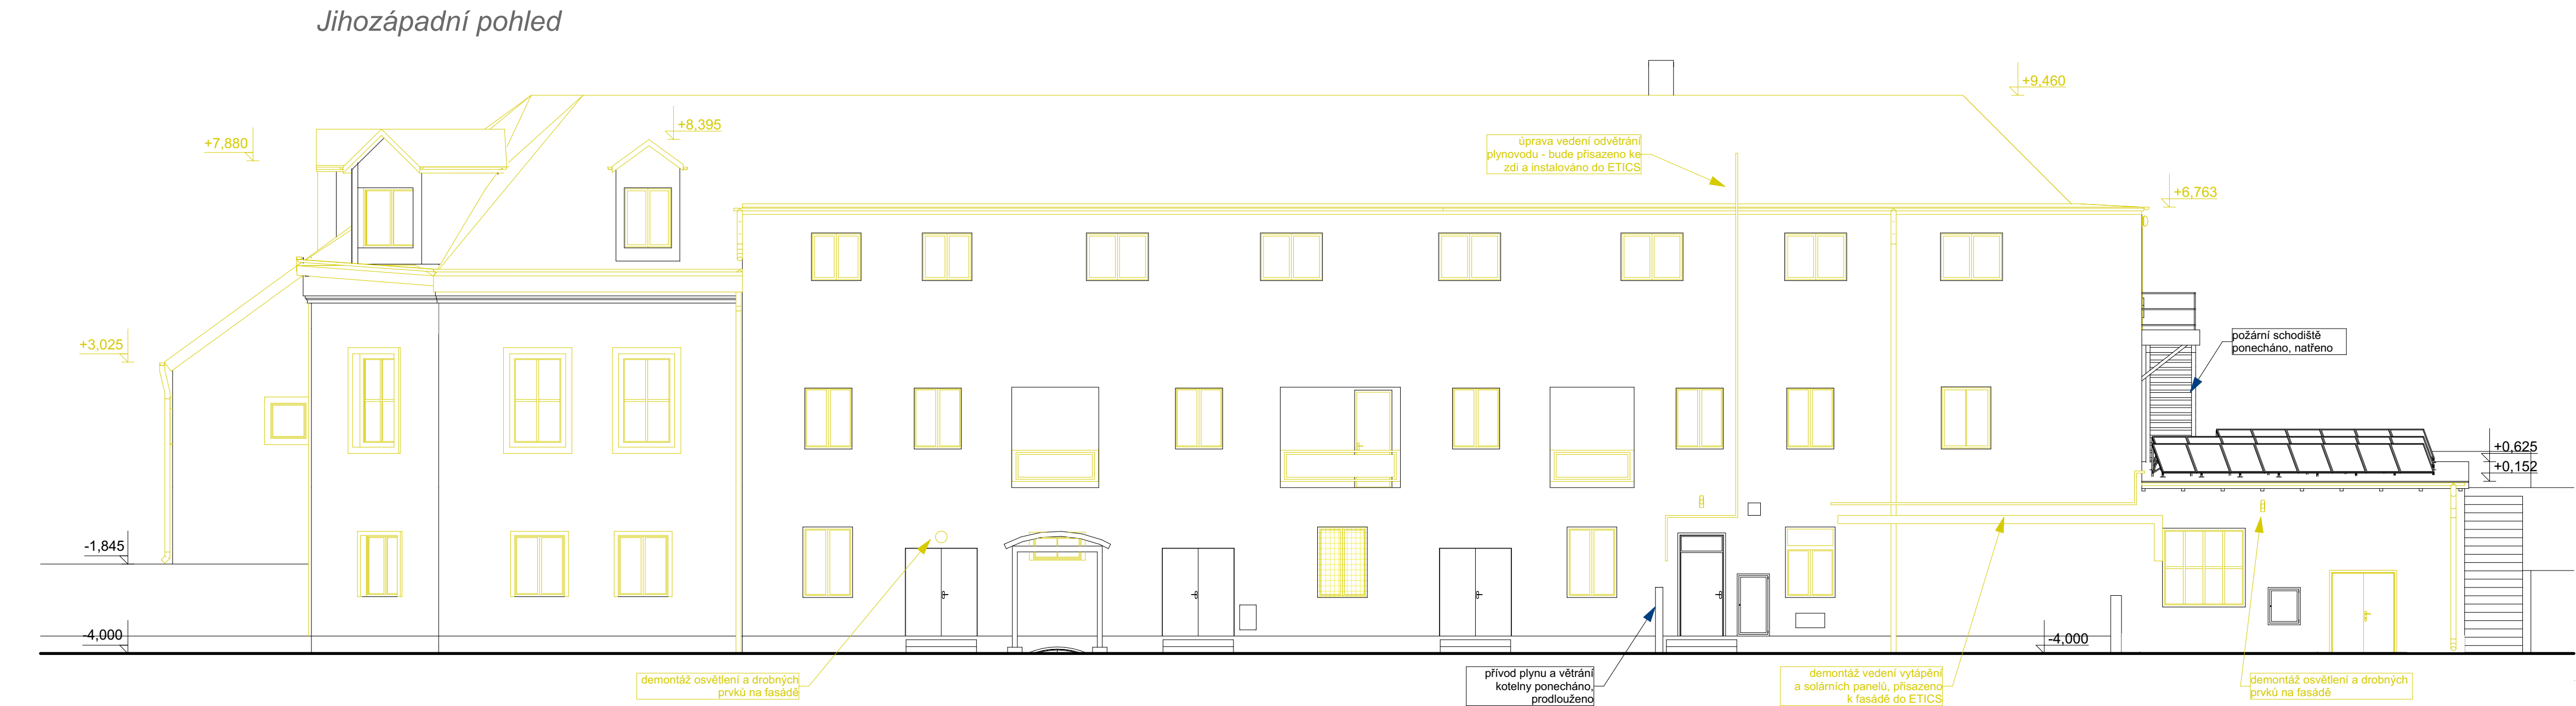 Jihozápadní pohled
+9,460
+8,395
+7,880
úprava vedení odvětrání
plynovodu - bude přisazeno ke
zdi a instalováno do ETICS
+6,763
+3,025
požární schodiště
ponecháno, natřeno
+0,625
+0,152
-1,845
-4,000
-4,000
demontáž osvětlení a drobných
prvků na fasádě
přívod plynu a větrání
kotelny ponecháno,
prodlouženo
demontáž vedení vytápění
a solárních panelů, přisazeno
k fasádě do ETICS
demontáž osvětlení a drobných
prvků na fasádě